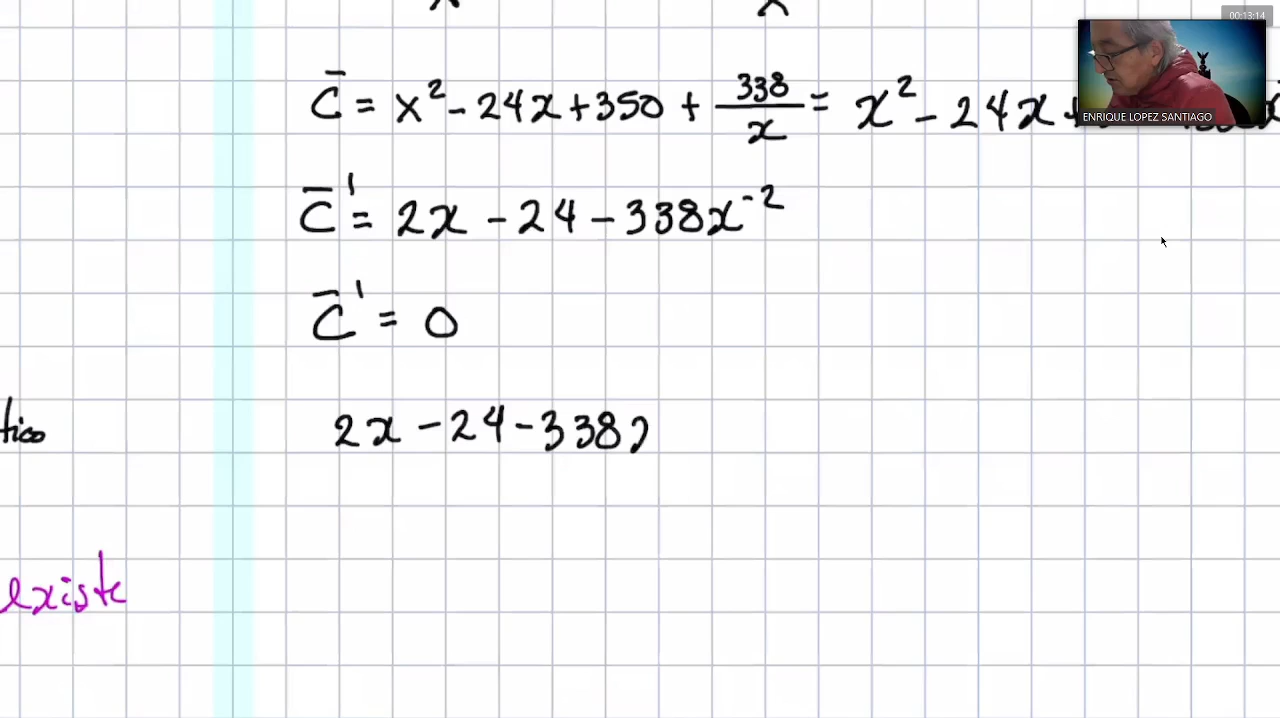 00:13:14
ENRIQUE LOPEZ SANTIAGO
C̄ = x² - 24x + 350 + 338/x = x² - 24x +
C̄' = 2x - 24 - 338x⁻²
C̄' = 0
2x - 24 - 338
tico
existe